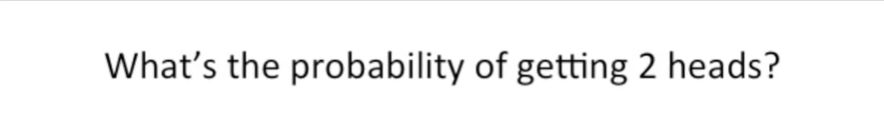 What’s the probability of getting 2 heads?